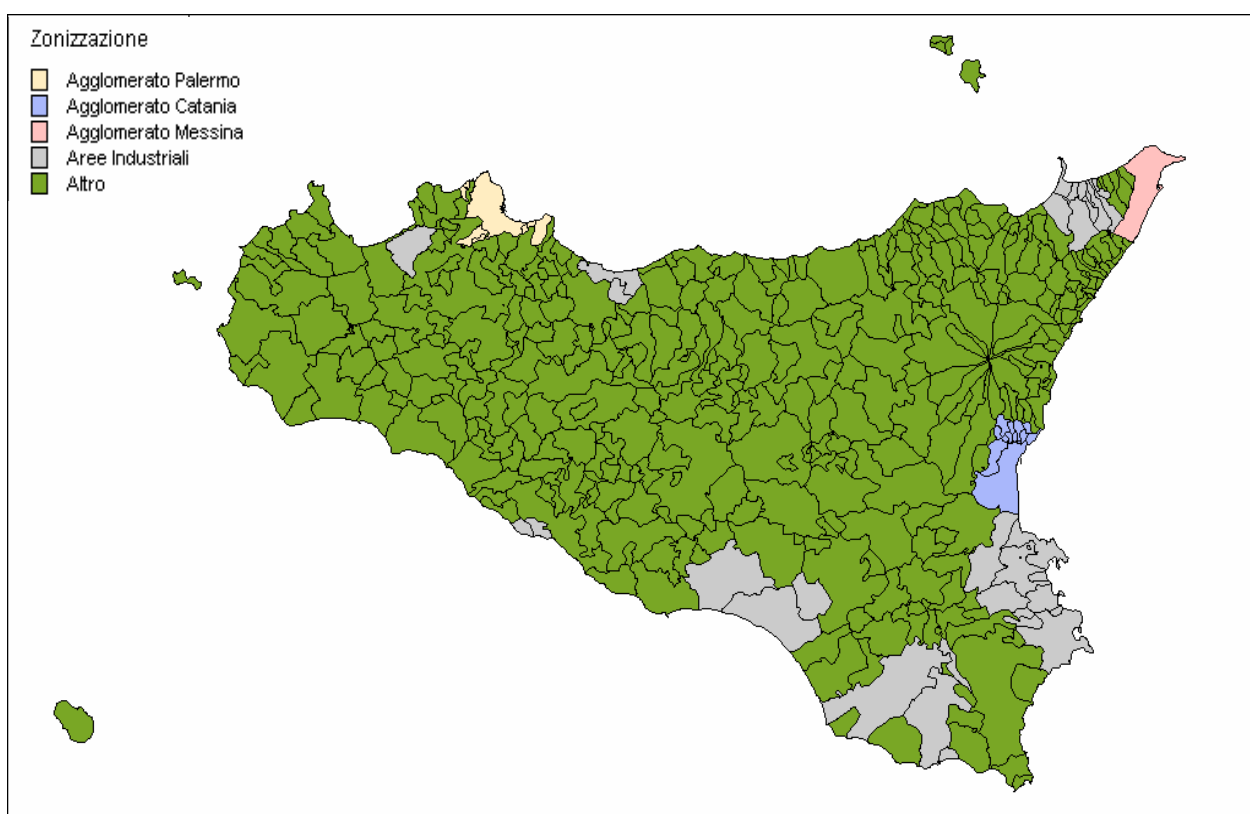 Zonizzazione
Agglomerato Palermo
Agglomerato Catania
Agglomerato Messina
Aree Industriali
Altro